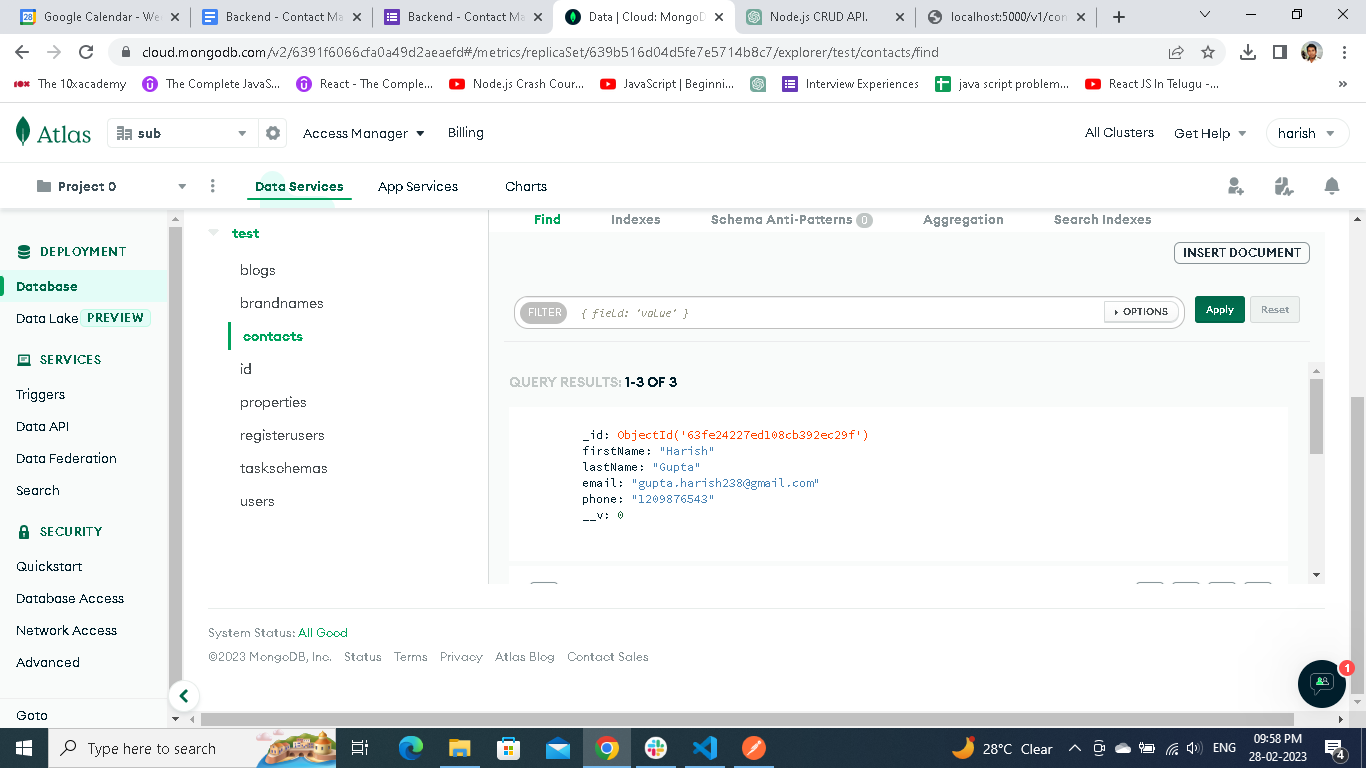 Google Calendar - We
Backend - Contact Ma
Backend - Contact Ma
Data | Cloud: MongoD
Node.js CRUD API.
localhost:5000/v1/con
cloud.mongodb.com/v2/6391f6066cfa0a49d2aeaefd#/metrics/replicaSet/639b516d04d5fe7e5714b8c7/explorer/test/contacts/find
The 10xacademy
The Complete JavaS...
React - The Comple...
Node.js Crash Cour...
JavaScript | Beginni...
Interview Experiences
java script problem...
React JS In Telugu -...
»
Atlas
sub
Access Manager
Billing
All Clusters
Get Help
harish
Project 0
Data Services
App Services
Charts
DEPLOYMENT
Database
Data Lake PREVIEW
SERVICES
Triggers
Data API
Data Federation
Search
SECURITY
Quickstart
Database Access
Network Access
Advanced
Goto
test
blogs
brandnames
contacts
id
properties
registerusers
taskschemas
users
Find
Indexes
Schema Anti-Patterns 0
Aggregation
Search Indexes
INSERT DOCUMENT
FILTER
{ field: 'value' }
OPTIONS
Apply
Reset
QUERY RESULTS: 1-3 OF 3
_id: ObjectId('63fe24227ed108cb392ec29f')
firstName: "Harish"
lastName: "Gupta"
email: "gupta.harish238@gmail.com"
phone: "1209876543"
__v: 0
System Status: All Good
©2023 MongoDB, Inc.
Status
Terms
Privacy
Atlas Blog
Contact Sales
1
Type here to search
28°C Clear
ENG
09:58 PM
28-02-2023
4